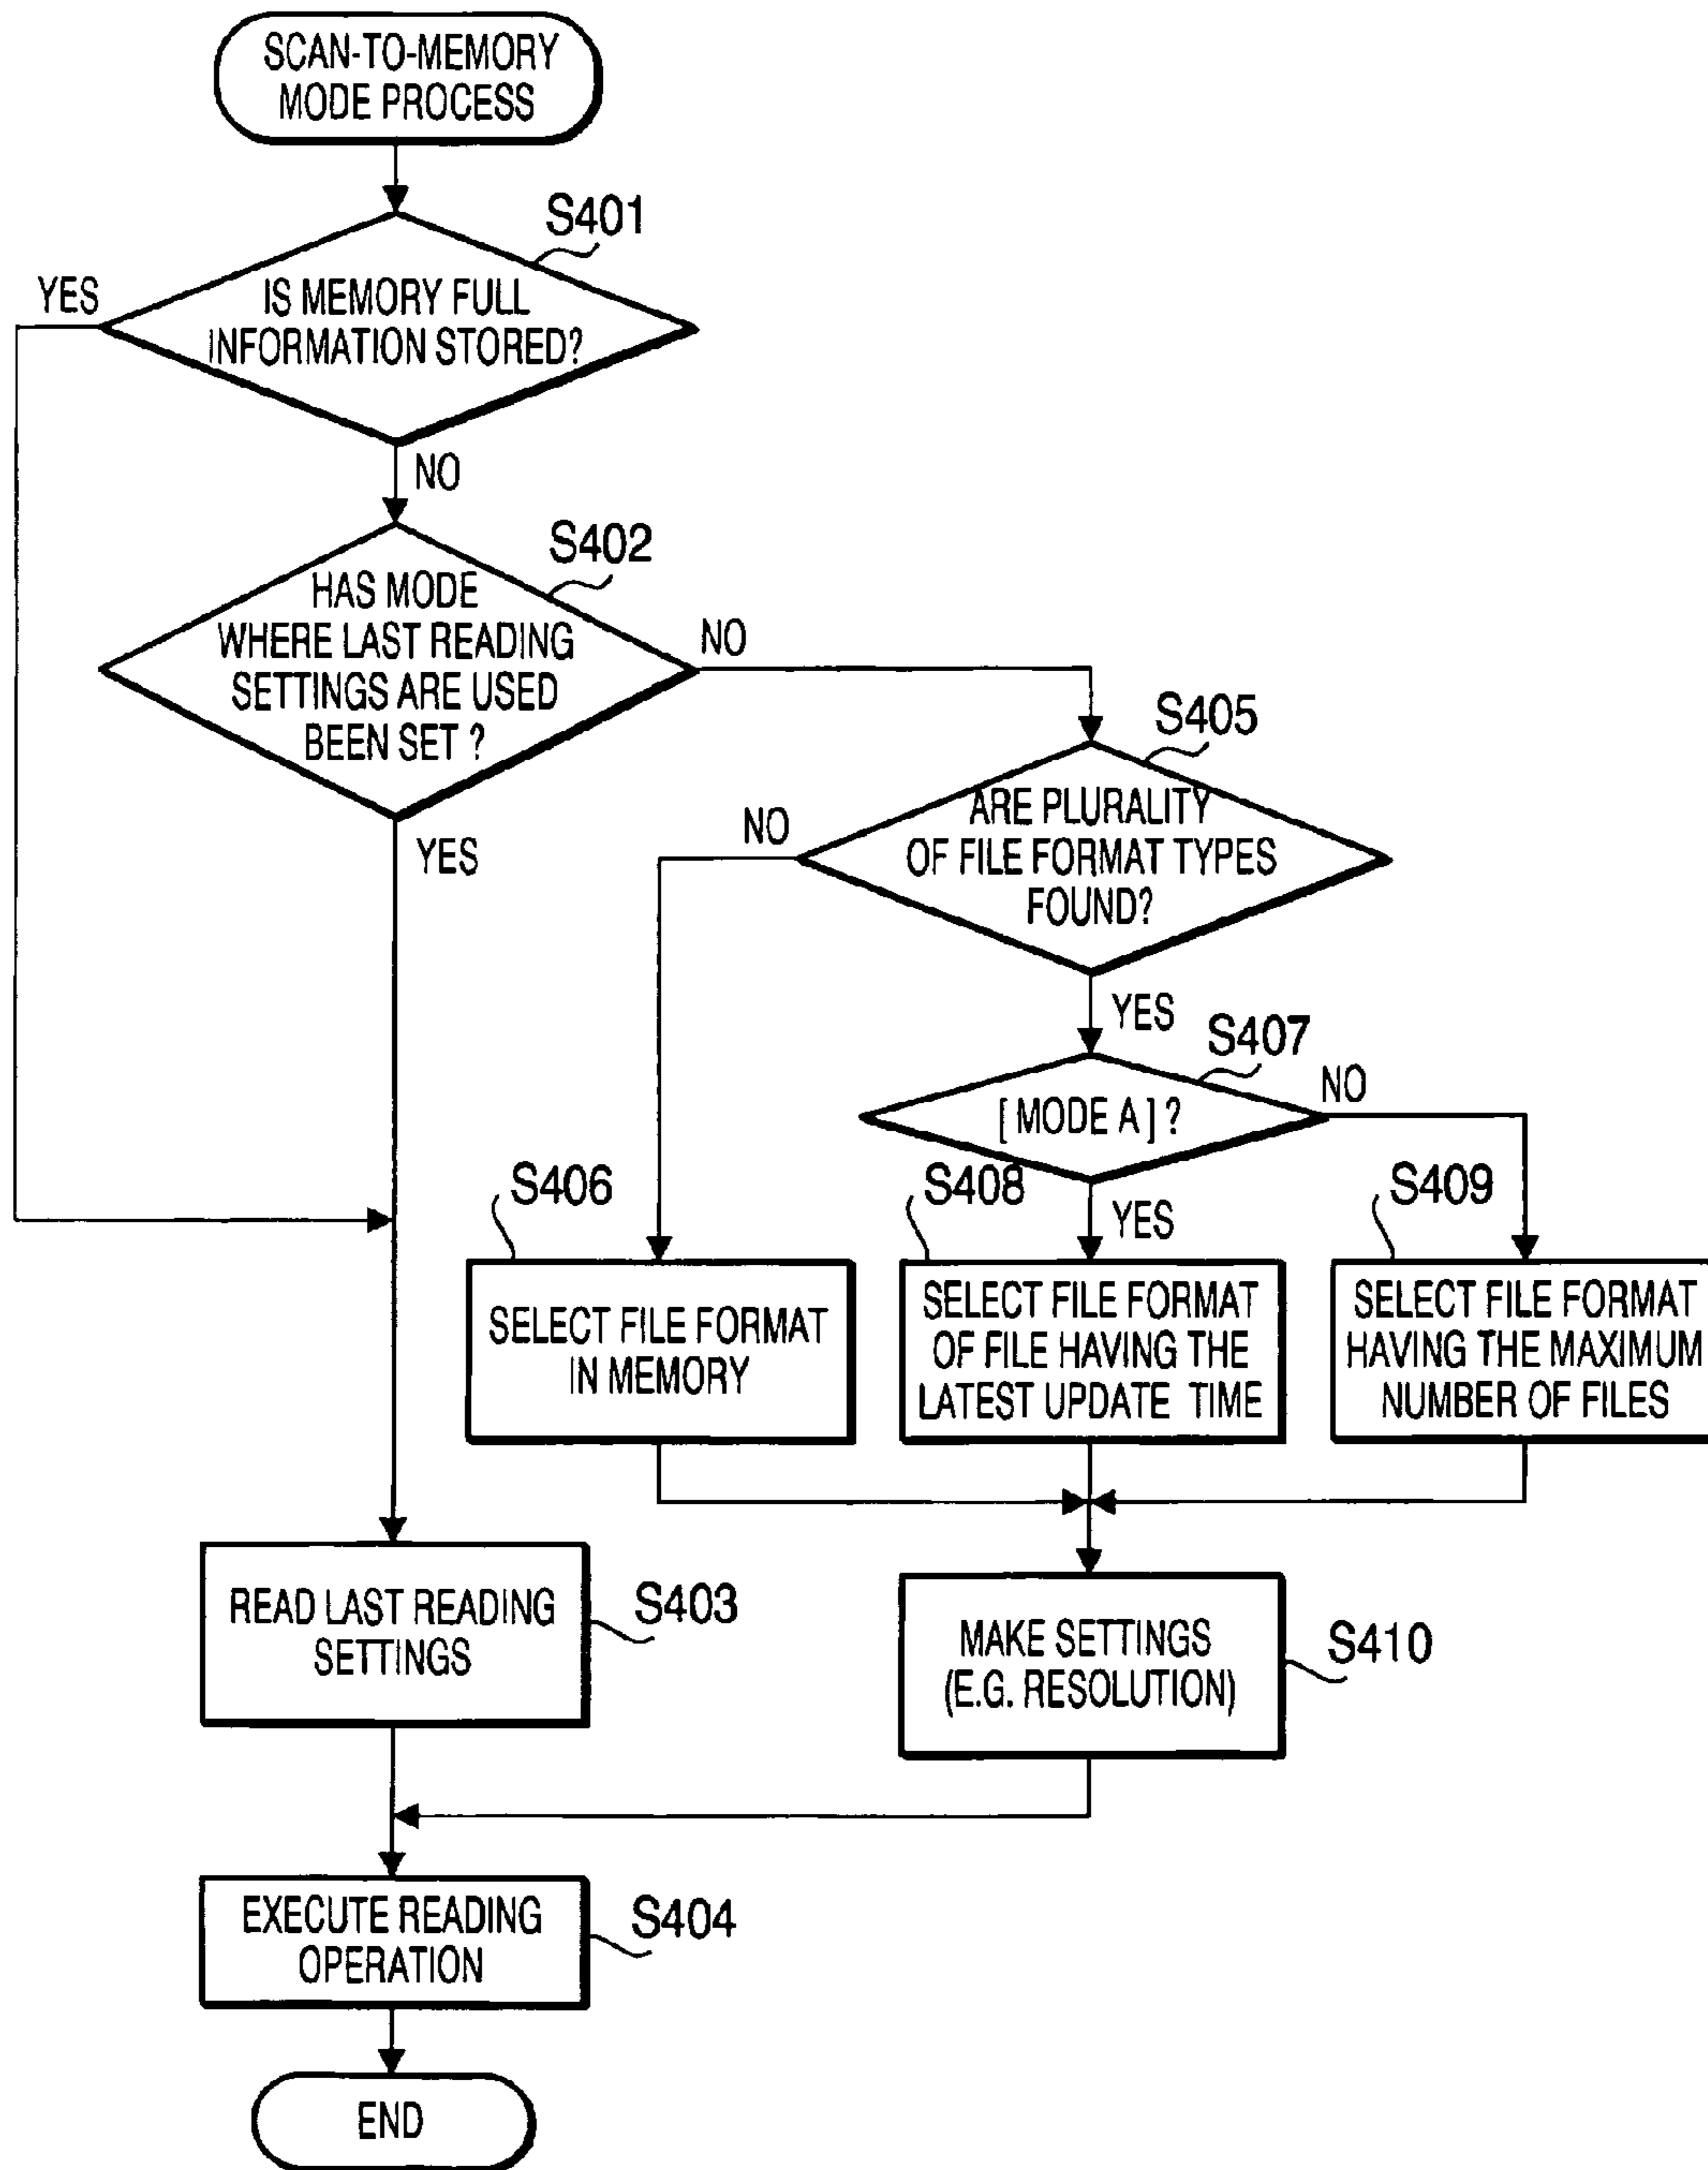 SCAN-TO-MEMORY
MODE PROCESS
S401
YES
IS MEMORY FULL
INFORMATION STORED?
NO
S402
HAS MODE
WHERE LAST READING
SETTINGS ARE USED
BEEN SET ?
NO
YES
S405
ARE PLURALITY
OF FILE FORMAT TYPES
FOUND?
NO
YES
S407
[ MODE A ] ?
NO
YES
S406
SELECT FILE FORMAT
IN MEMORY
S408
SELECT FILE FORMAT
OF FILE HAVING THE
LATEST UPDATE TIME
S409
SELECT FILE FORMAT
HAVING THE MAXIMUM
NUMBER OF FILES
READ LAST READING
SETTINGS
S403
MAKE SETTINGS
(E.G. RESOLUTION)
S410
EXECUTE READING
OPERATION
S404
END